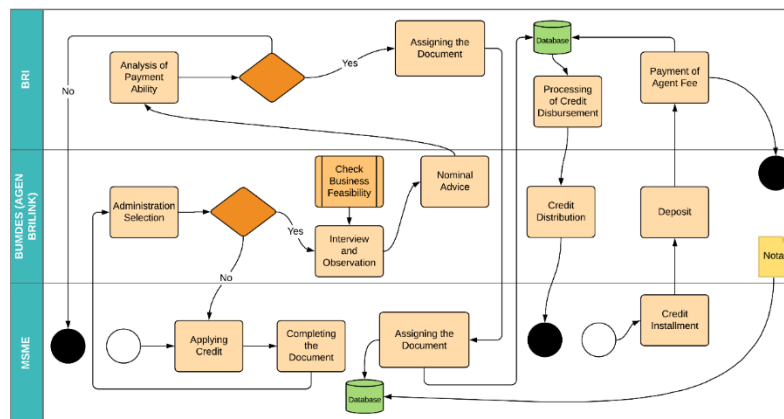 BRI
No
Analysis of
Payment
Ability
Yes
Assigning the
Document
Database
Processing of
Credit
Disbursement
Payment of
Agent Fee
BUMDES (AGEN
BRILINK)
Administration
Selection
Yes
No
Check
Business
Feasibility
Interview
and
Observation
Nominal
Advice
Credit
Distribution
Deposit
Nota
MSME
Applying
Credit
Completing
the
Document
Assigning the
Document
Database
Credit
Installment